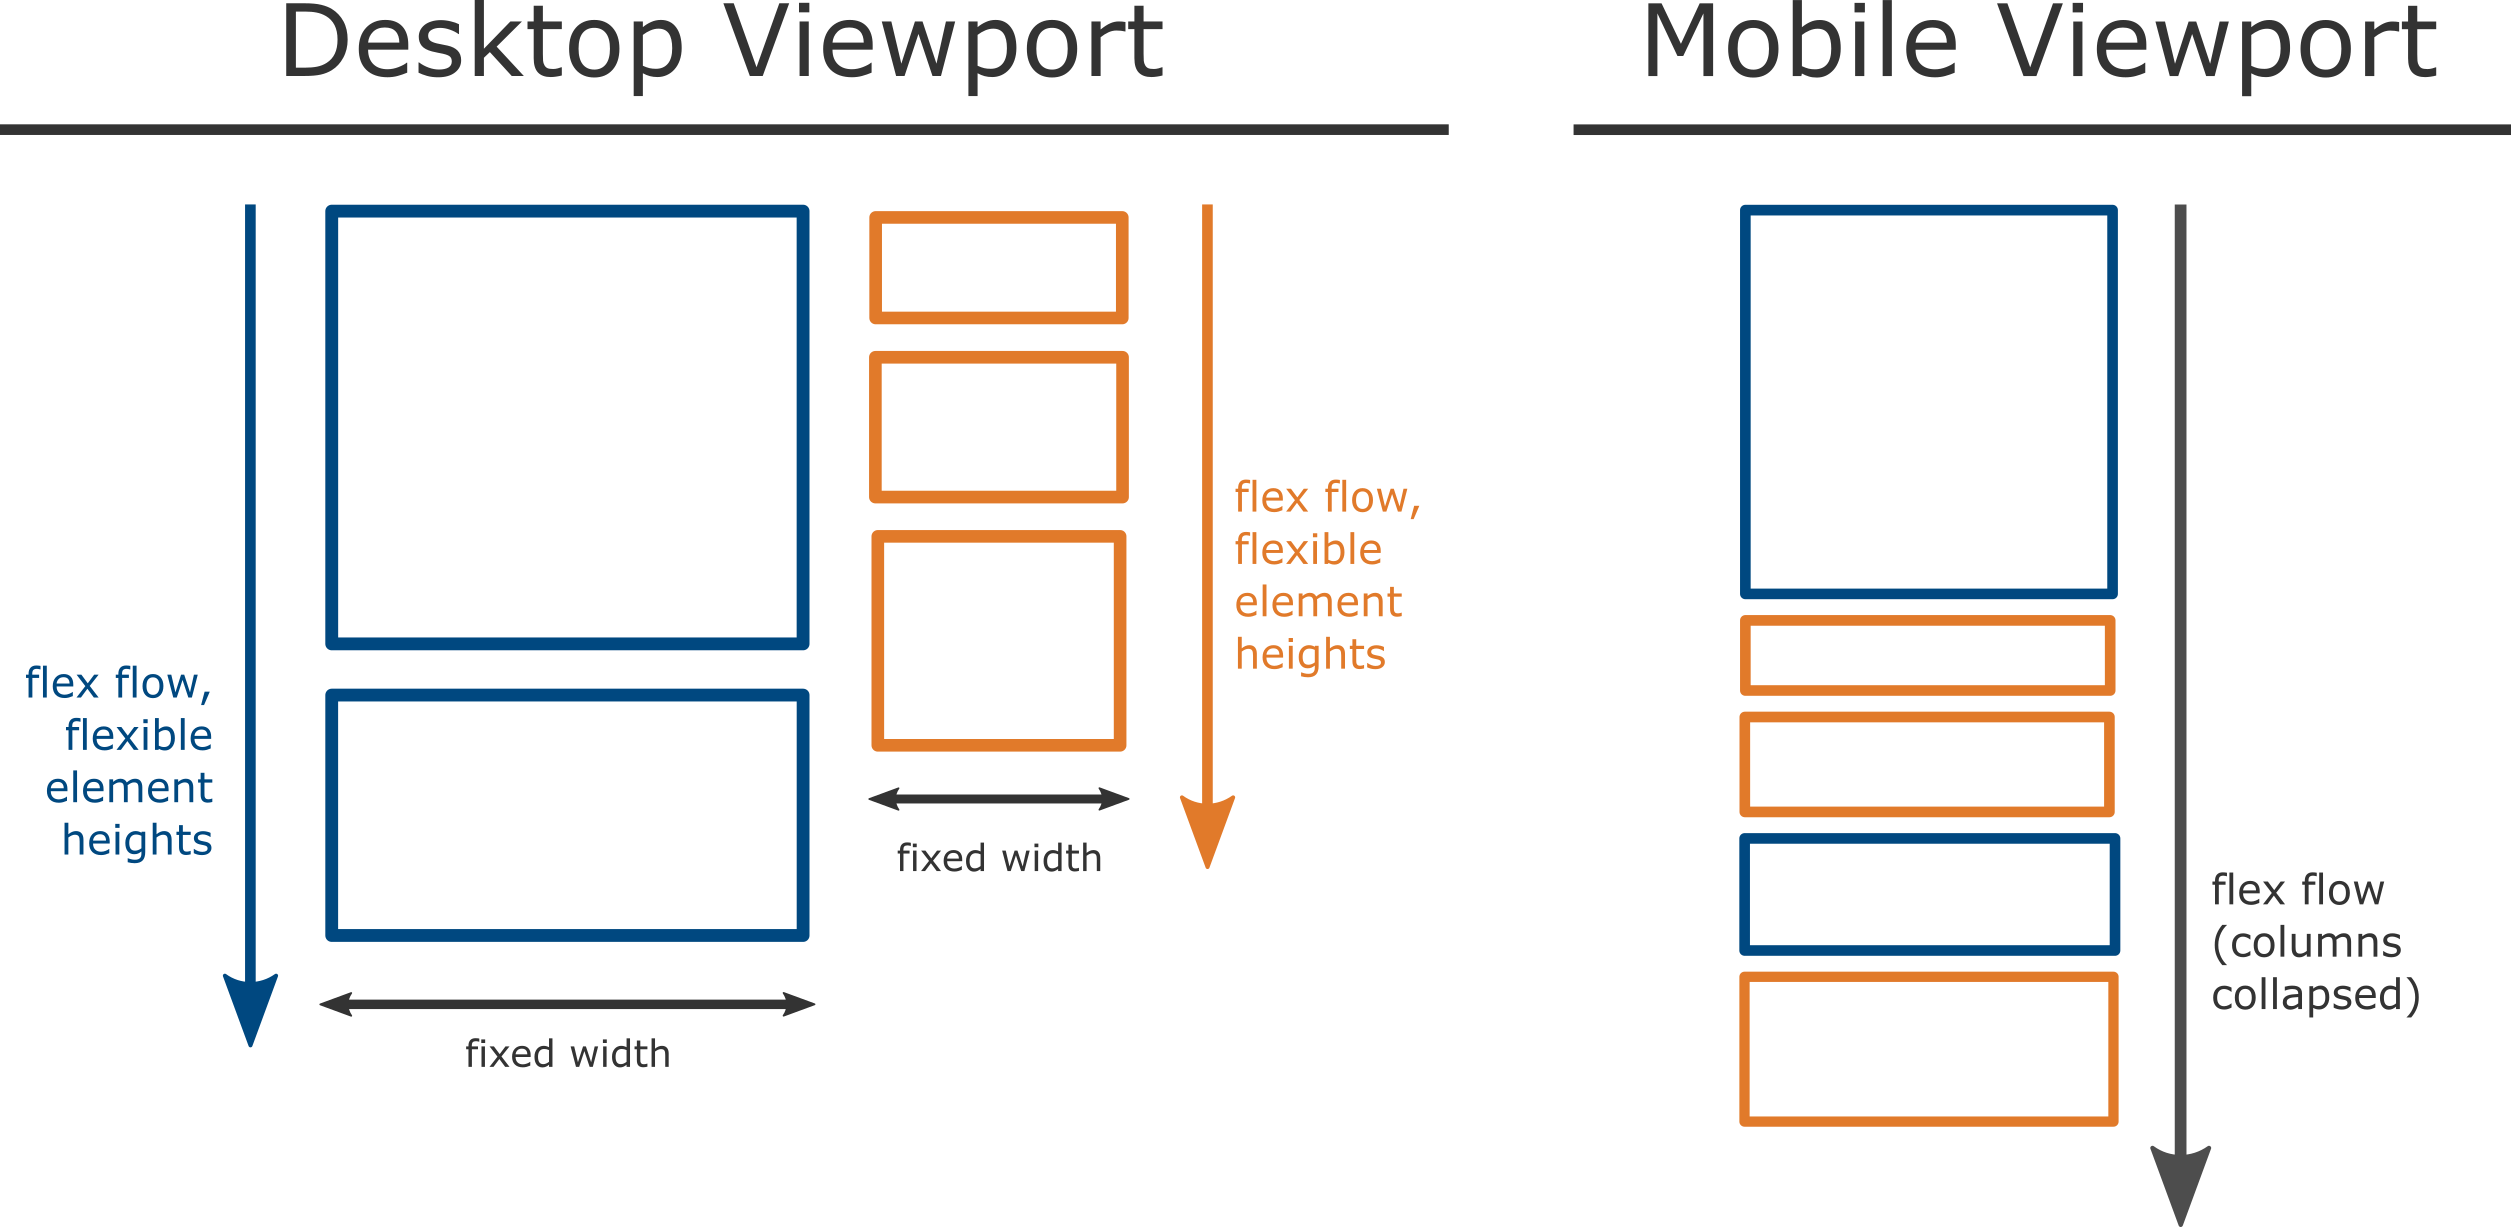 Desktop Viewport
flex flow,
flexible
element
heights
fixed width
fixed width
flex flow,
flexible
element
heights
Mobile Viewport
flex flow
(columns
collapsed)